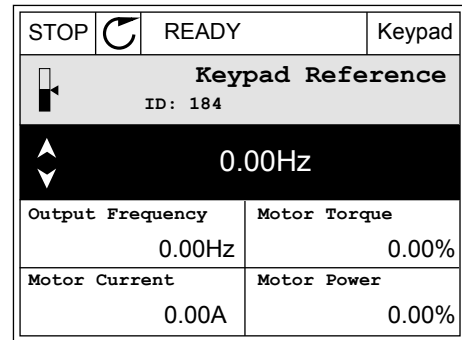 STOP READY Keypad
Keypad Reference
ID: 184
0.00Hz
Output Frequency Motor Torque
0.00Hz 0.00%
Motor Current Motor Power
0.00A 0.00%